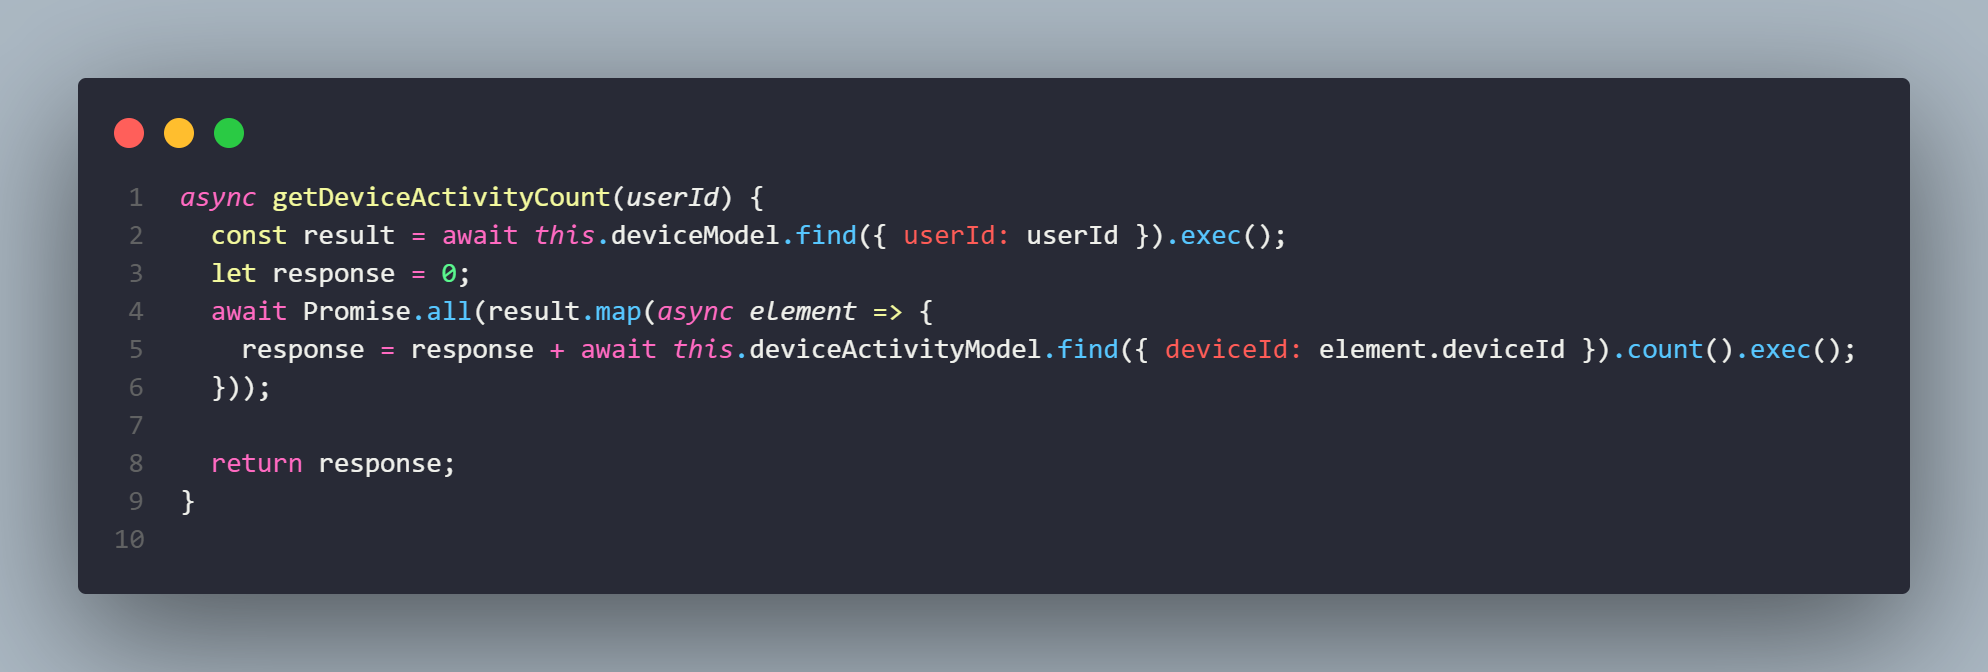 1 async getDeviceActivityCount(userId) {
2   const result = await this.deviceModel.find({ userId: userId }).exec();
3   let response = 0;
4   await Promise.all(result.map(async element => {
5     response = response + await this.deviceActivityModel.find({ deviceId: element.deviceId }).count().exec();
6   }));
7
8   return response;
9 }
10